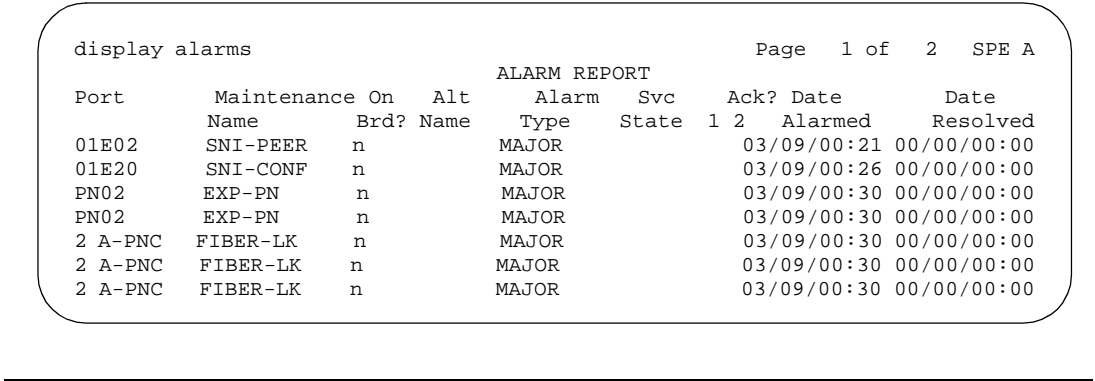 display alarms Page 1 of 2 SPE A
ALARM REPORT
Port Maintenance On Alt Alarm Svc Ack? Date Date
Name Brd? Name Type State 1 2 Alarmed Resolved
01E02 SNI-PEER n MAJOR 03/09/00:21 00/00/00:00
01E20 SNI-CONF n MAJOR 03/09/00:26 00/00/00:00
PN02 EXP-PN n MAJOR 03/09/00:30 00/00/00:00
PN02 EXP-PN n MAJOR 03/09/00:30 00/00/00:00
2 A-PNC FIBER-LK n MAJOR 03/09/00:30 00/00/00:00
2 A-PNC FIBER-LK n MAJOR 03/09/00:30 00/00/00:00
2 A-PNC FIBER-LK n MAJOR 03/09/00:30 00/00/00:00